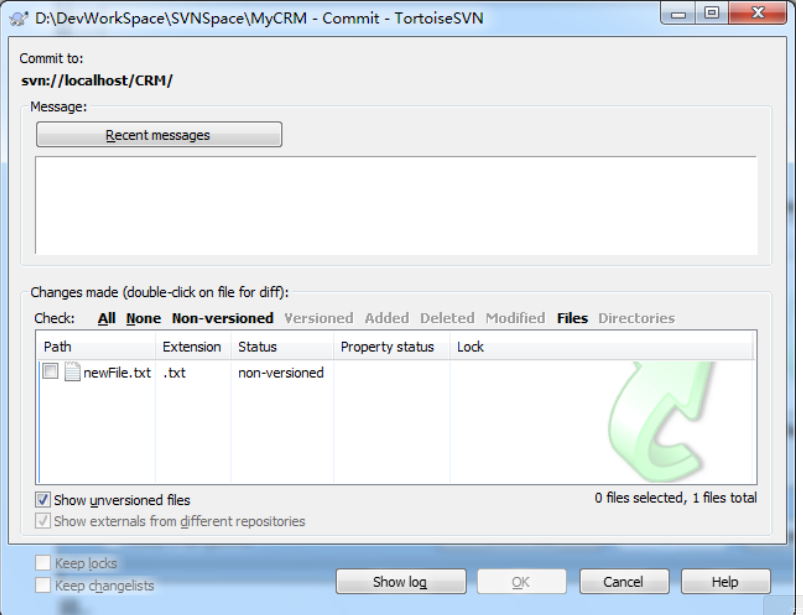 D:\DevWorkSpace\SVNSpace\MyCRM - Commit - TortoiseSVN
Commit to:
svn://localhost/CRM/
Message:
Recent messages
Changes made (double-click on file for diff):
Check: All None Non-versioned Versioned Added Deleted Modified Files Directories
Path Extension Status Property status Lock
newFile.txt .txt non-versioned
Show unversioned files
0 files selected, 1 files total
Show externals from different repositories
Keep locks
Keep changelists
Show log OK Cancel Help